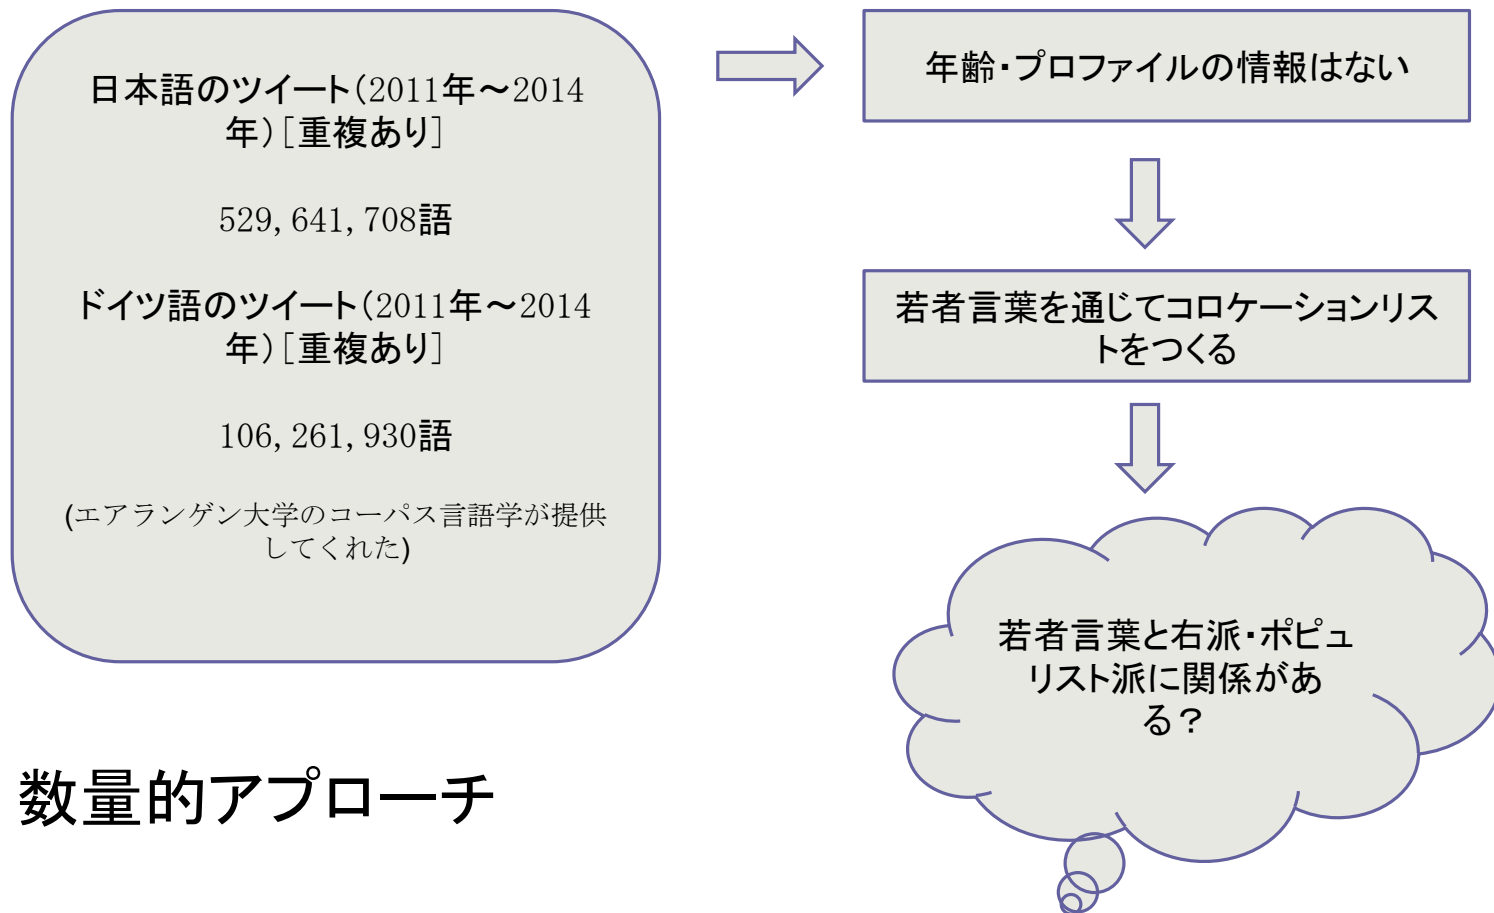 日本語のツイート(2011年～2014
年)[重複あり]
529,641,708語
ドイツ語のツイート(2011年～2014
年)[重複あり]
106,261,930語
(エアランゲン大学のコーパス言語学が提供
してくれた)
数量的アプローチ
年齢・プロファイルの情報はない
若者言葉を通じてコロケーションリス
トをつくる
若者言葉と右派・ポピュ
リスト派に関係があ
る？